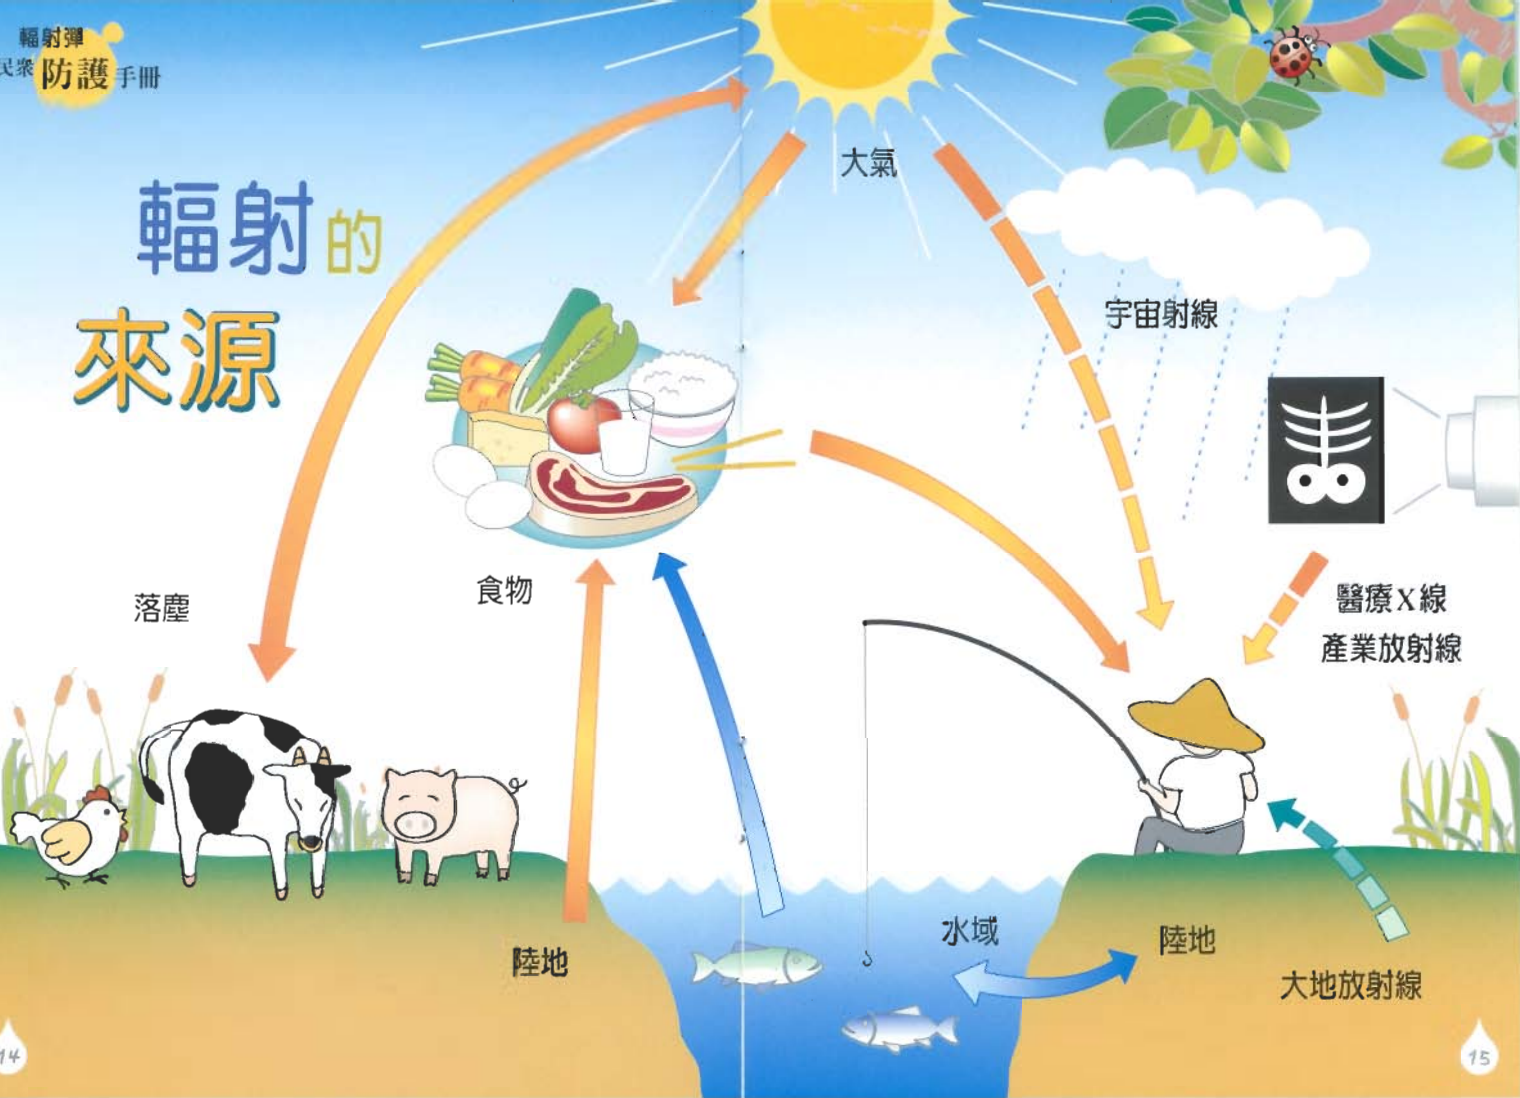 輻射彈
民眾防護手冊
輻射的
來源
大氣
宇宙射線
落塵
食物
醫療X線
產業放射線
水域
陸地
陸地
大地放射線
14
15